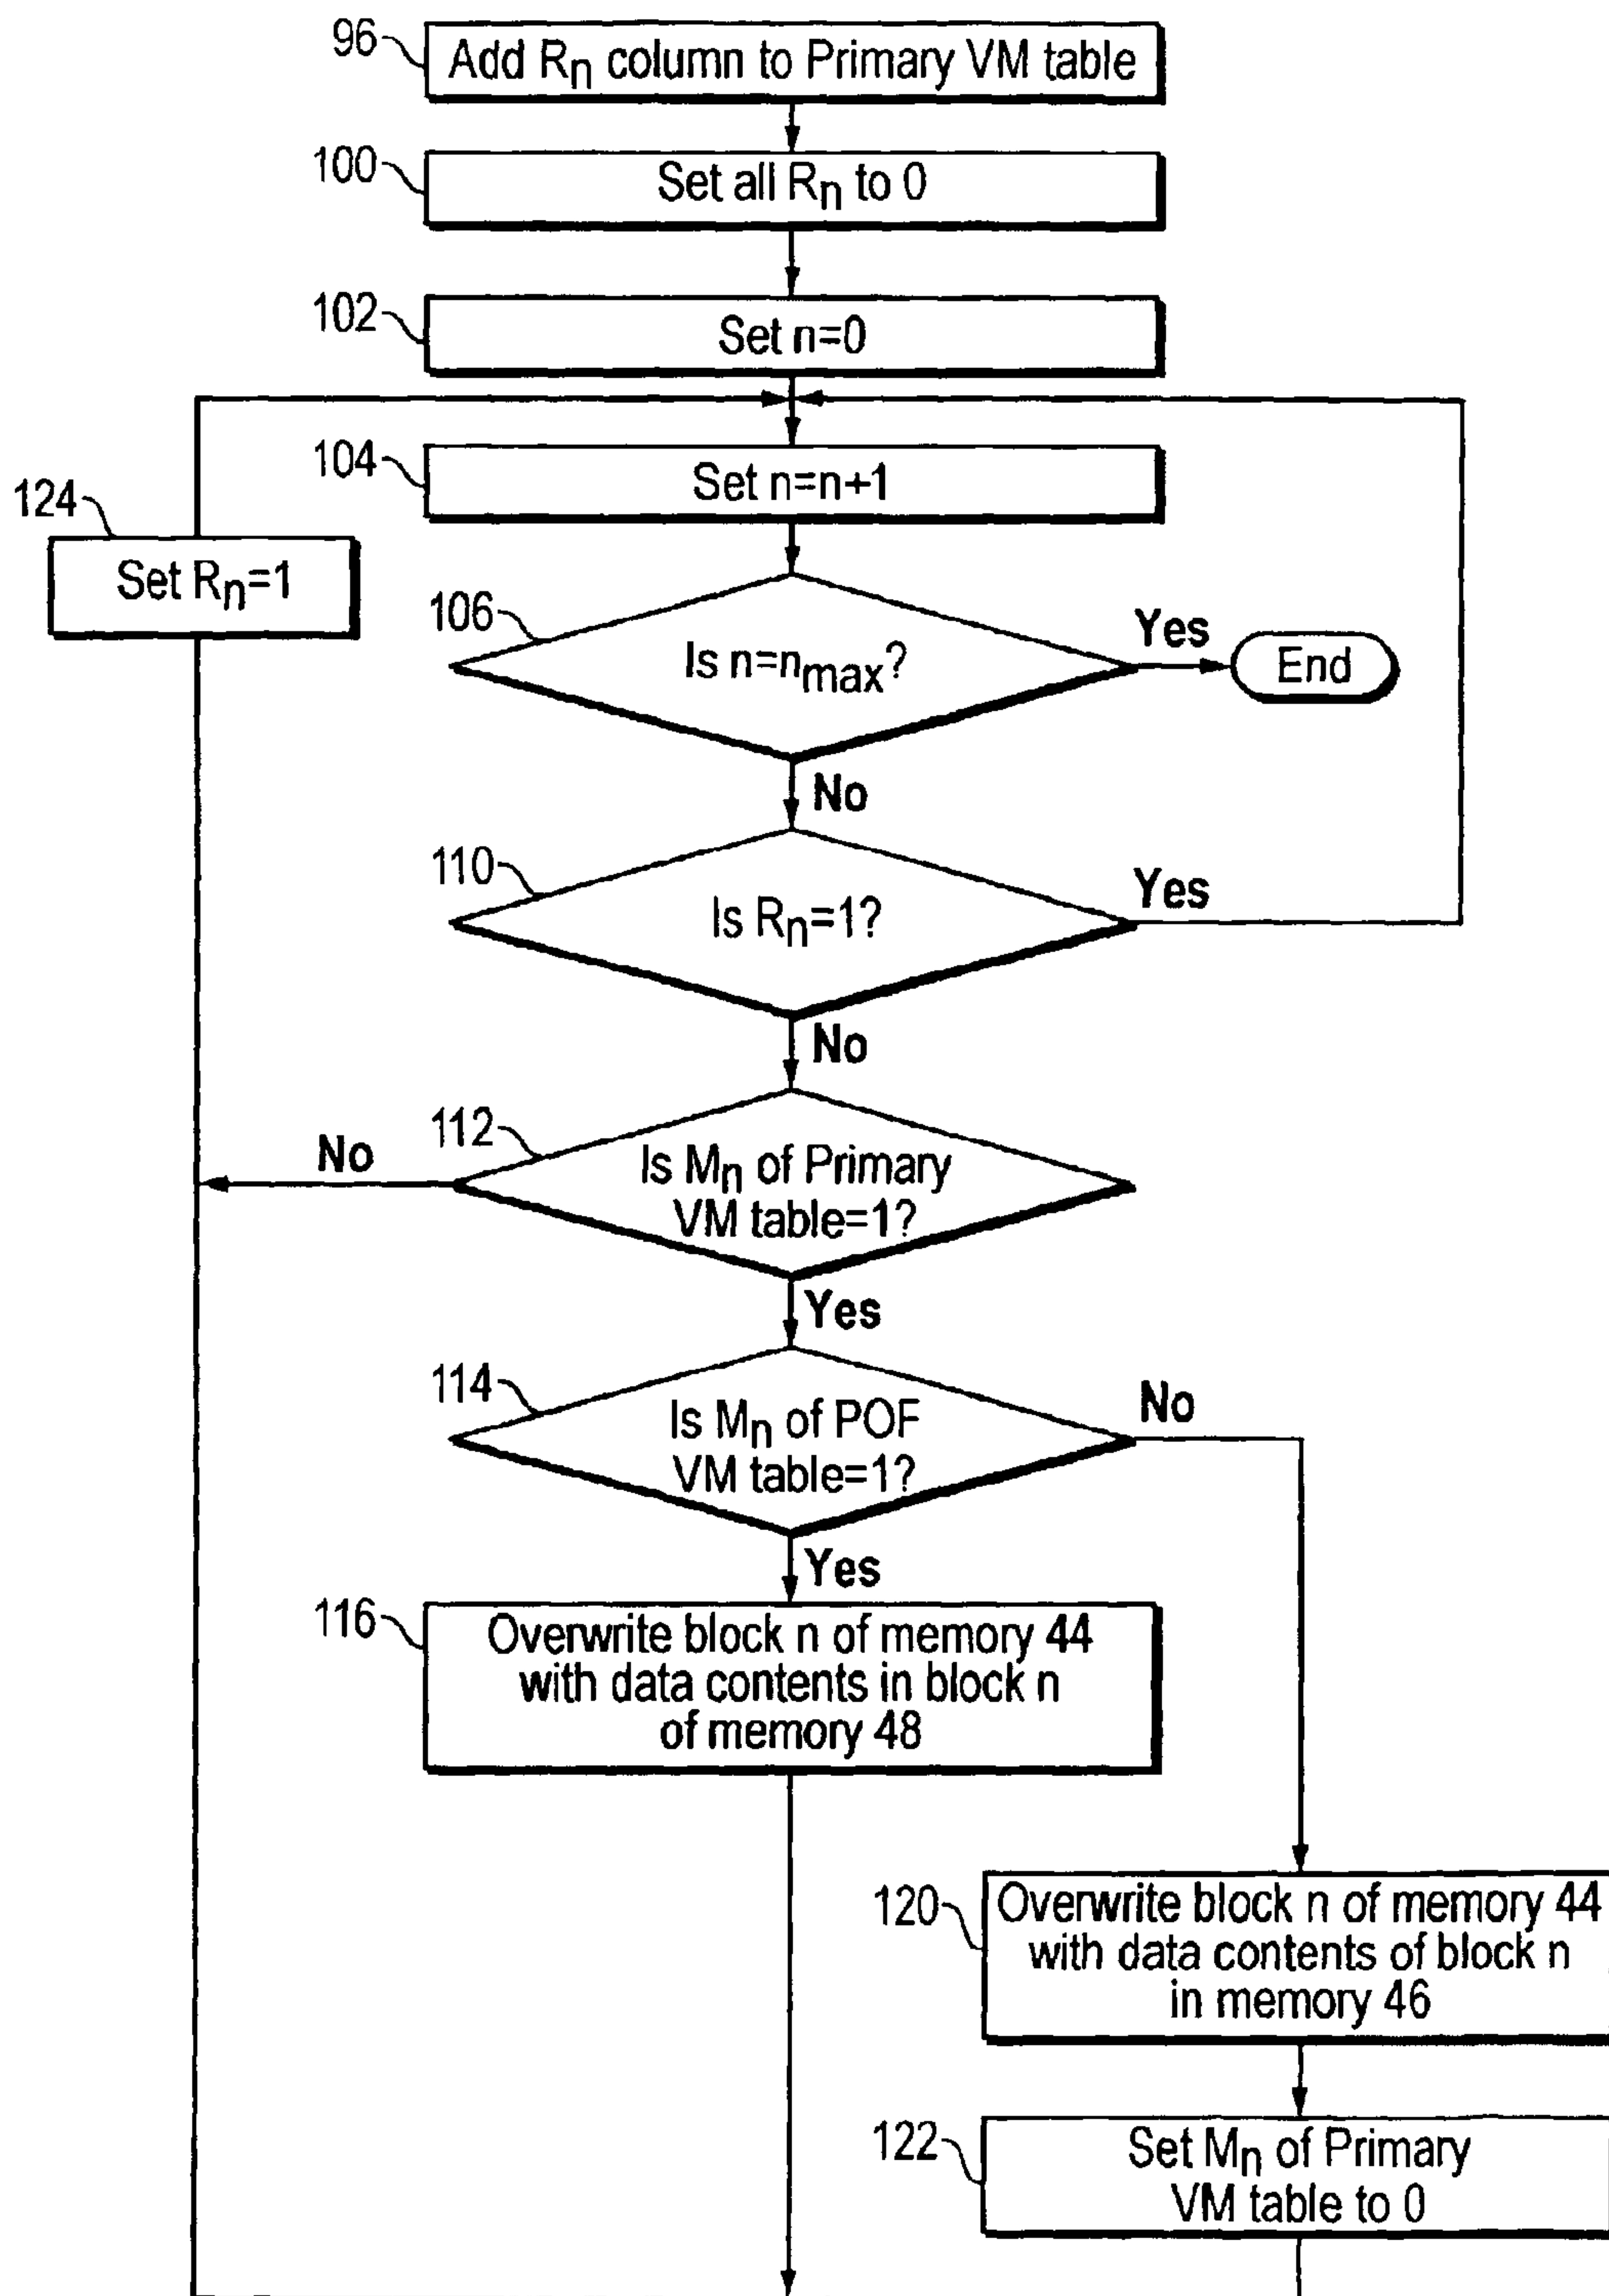 96
Add Rn column to Primary VM table
100
Set all Rn to 0
102
Set n=0
104
Set n=n+1
124
Set Rn=1
106
Is n=nmax?
Yes
End
No
110
Is Rn=1?
Yes
No
112
Is Mn of Primary
VM table=1?
No
Yes
114
Is Mn of POF
VM table=1?
No
Yes
116
Overwrite block n of memory 44
with data contents in block n
of memory 48
120
Overwrite block n of memory 44
with data contents of block n
in memory 46
122
Set Mn of Primary
VM table to 0